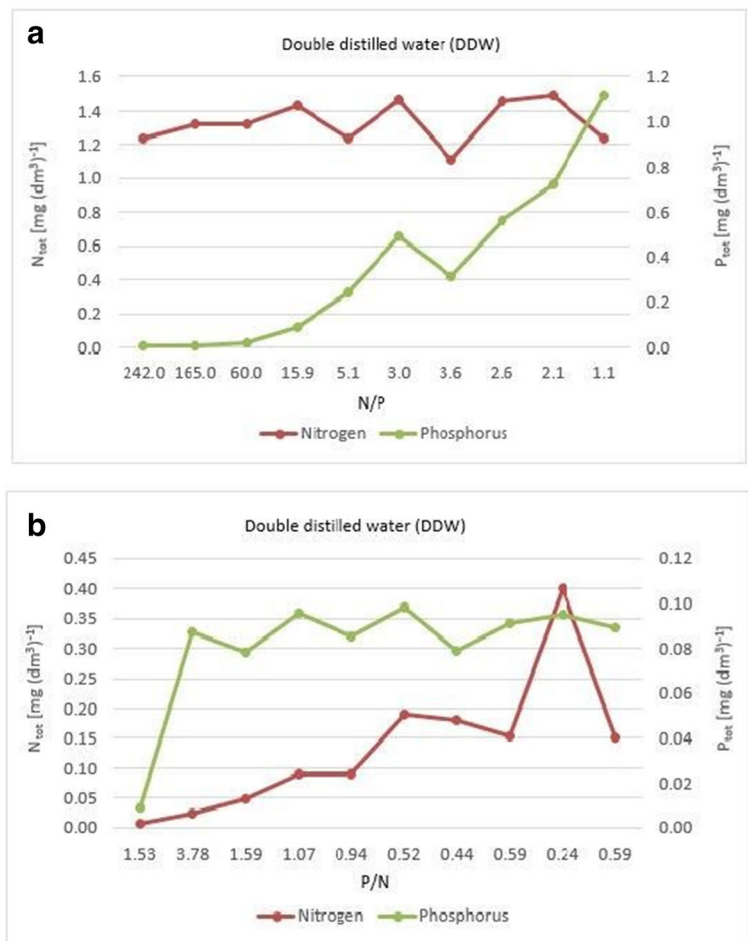 a
Double distilled water (DDW)
1.6
1.4
1.2
1.0
0.8
0.6
0.4
0.2
0.0
Ntot [mg (dm³)⁻¹]
1.2
1.0
0.8
0.6
0.4
0.2
0.0
Ptot [mg (dm³)⁻¹]
242.0 165.0 60.0 15.9 5.1 3.0 3.6 2.6 2.1 1.1
N/P
Nitrogen Phosphorus
b
Double distilled water (DDW)
0.45
0.40
0.35
0.30
0.25
0.20
0.15
0.10
0.05
0.00
Ntot [mg (dm³)⁻¹]
0.12
0.10
0.08
0.06
0.04
0.02
0.00
Ptot [mg (dm³)⁻¹]
1.53 3.78 1.59 1.07 0.94 0.52 0.44 0.59 0.24 0.59
P/N
Nitrogen Phosphorus